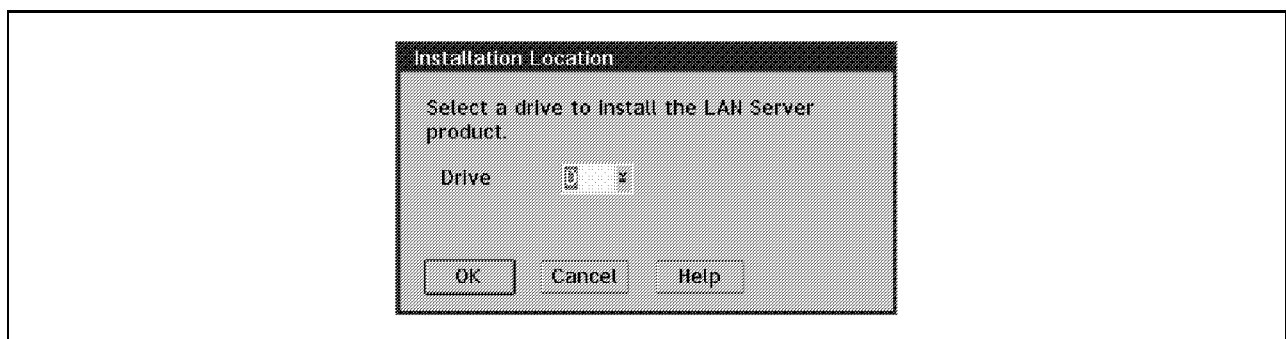 Installation Location
Select a drive to install the LAN Server
product.
Drive D
OK Cancel Help